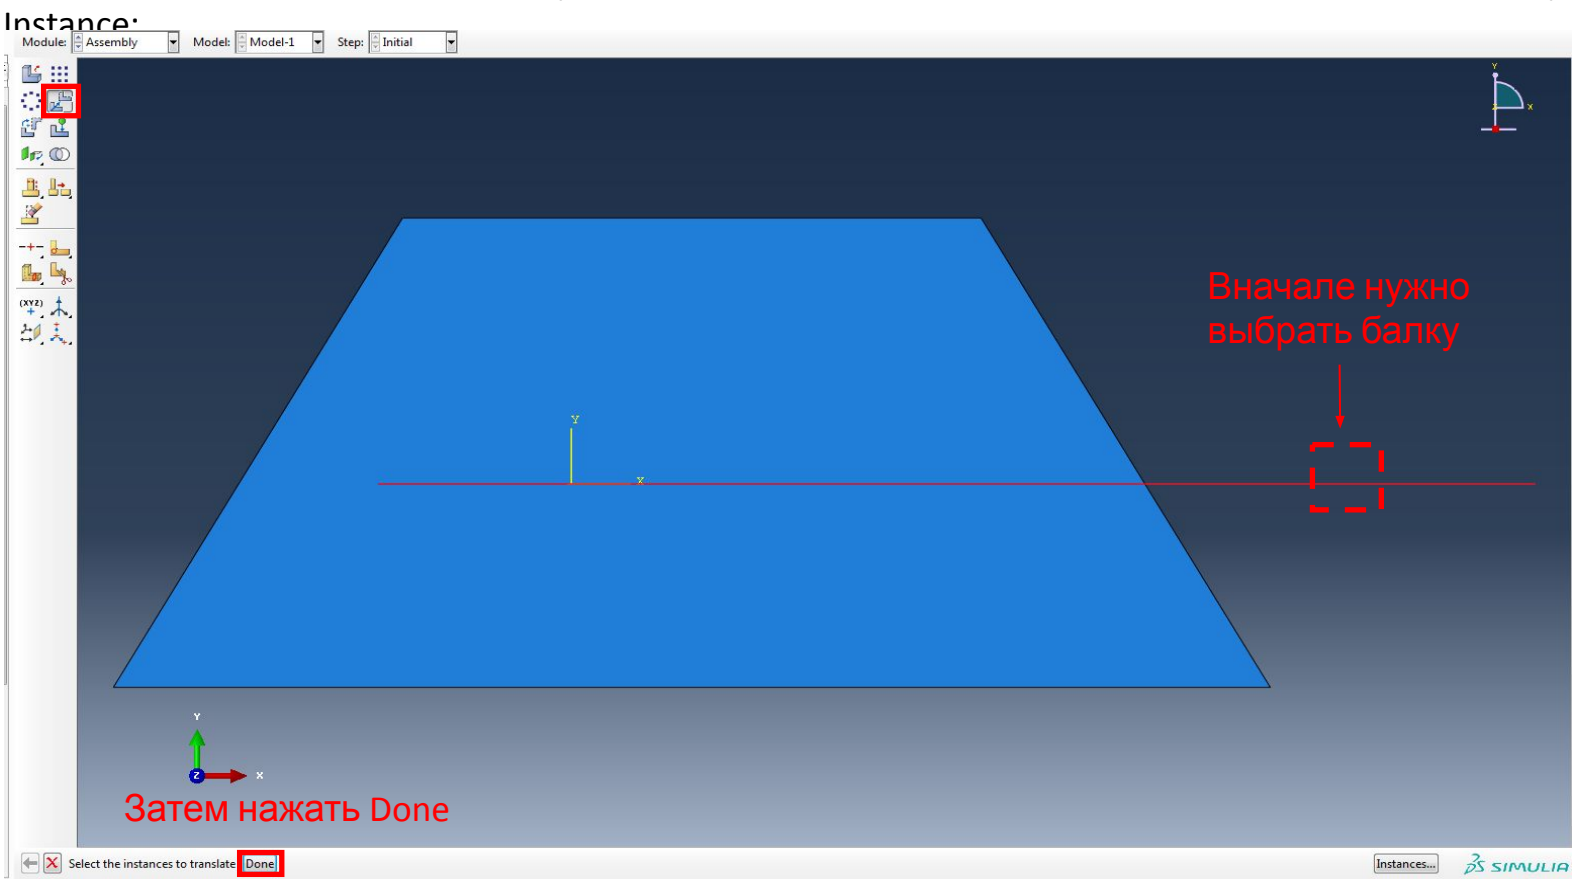 Instance:
Module: Assembly Model: Model-1 Step: Initial
Y
Z X
(XYZ)
Вначале нужно
выбрать балку
Y
X
Y
Z X
Затем нажать Done
Select the instances to translate Done Instances... SIMULIA